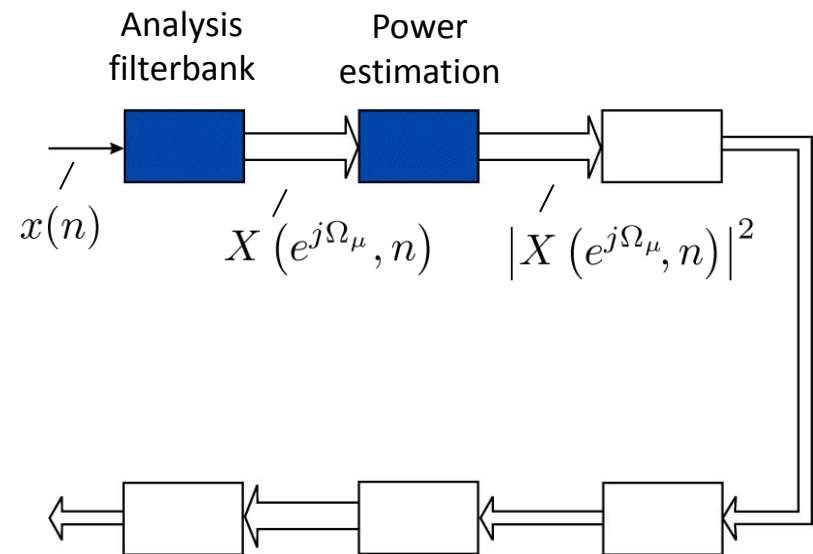 Analysis
filterbank
Power
estimation
x(n)
X(e^{jΩ_μ}, n)
|X(e^{jΩ_μ}, n)|^2